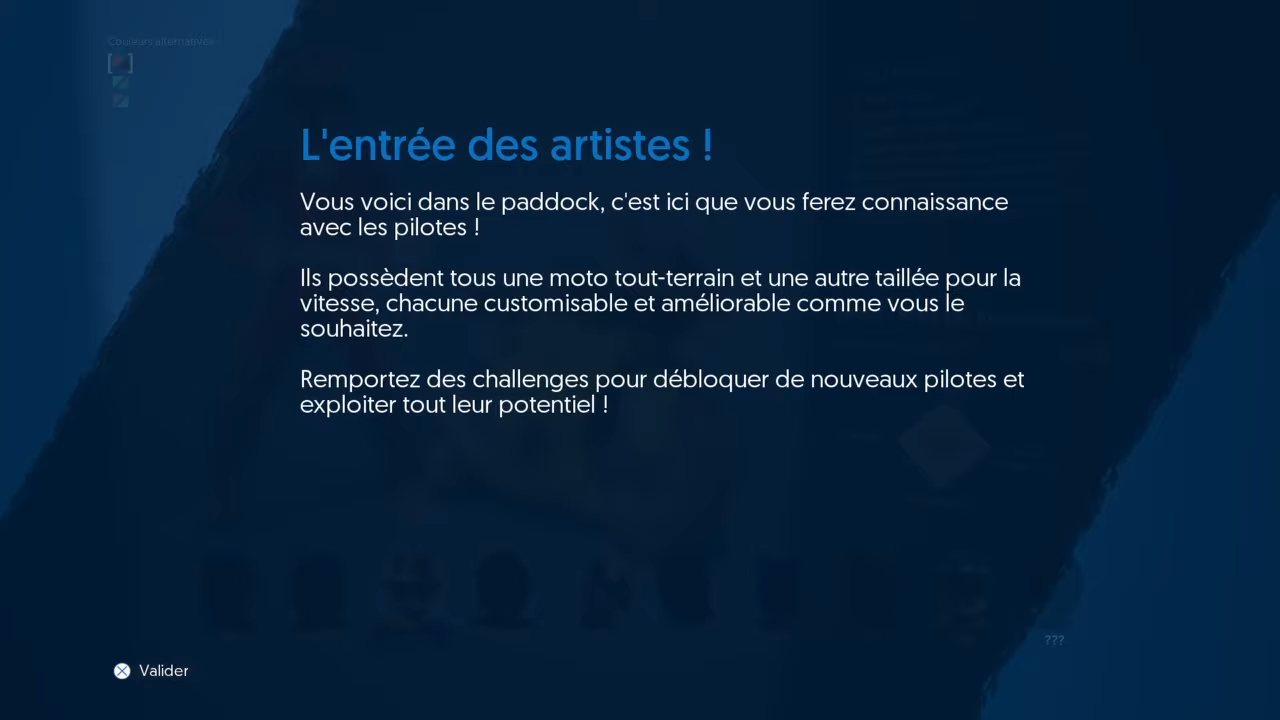 Couleurs alternatives
L'entrée des artistes !
Vous voici dans le paddock, c'est ici que vous ferez connaissance
avec les pilotes !
Ils possèdent tous une moto tout-terrain et une autre taillée pour la
vitesse, chacune customisable et améliorable comme vous le
souhaitez.
Remportez des challenges pour débloquer de nouveaux pilotes et
exploiter tout leur potentiel !
???
Valider